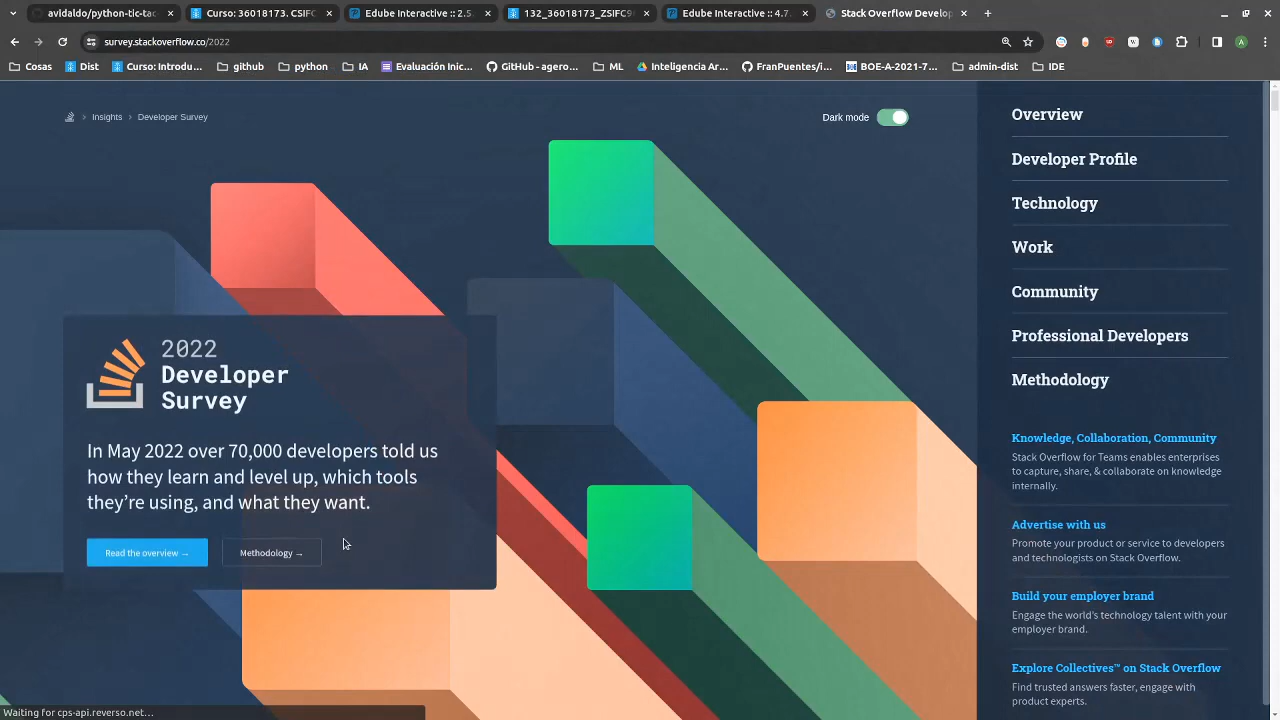 avidaldo/python-tic-tac
Curso: 36018173. CSIFC
Edube Interactive :: 2.5.
132_36018173_ZSIFC9
Edube Interactive :: 4.7.
Stack Overflow Develop
survey.stackoverflow.co/2022
Cosas
Dist
Curso: Introdu...
github
python
IA
Evaluación Inic...
GitHub - agero...
ML
Inteligencia Ar...
FranPuentes/i...
BOE-A-2021-7...
admin-dist
IDE
Insights > Developer Survey
Dark mode
2022
Developer
Survey
In May 2022 over 70,000 developers told us
how they learn and level up, which tools
they’re using, and what they want.
Read the overview →
Methodology →
Overview
Developer Profile
Technology
Work
Community
Professional Developers
Methodology
Knowledge, Collaboration, Community
Stack Overflow for Teams enables enterprises
to capture, share, & collaborate on knowledge
internally.
Advertise with us
Promote your product or service to developers
and technologists on Stack Overflow.
Build your employer brand
Engage the world’s technology talent with your
employer brand.
Explore Collectives™ on Stack Overflow
Find trusted answers faster, engage with
product experts.
Waiting for cps-api.reverso.net...